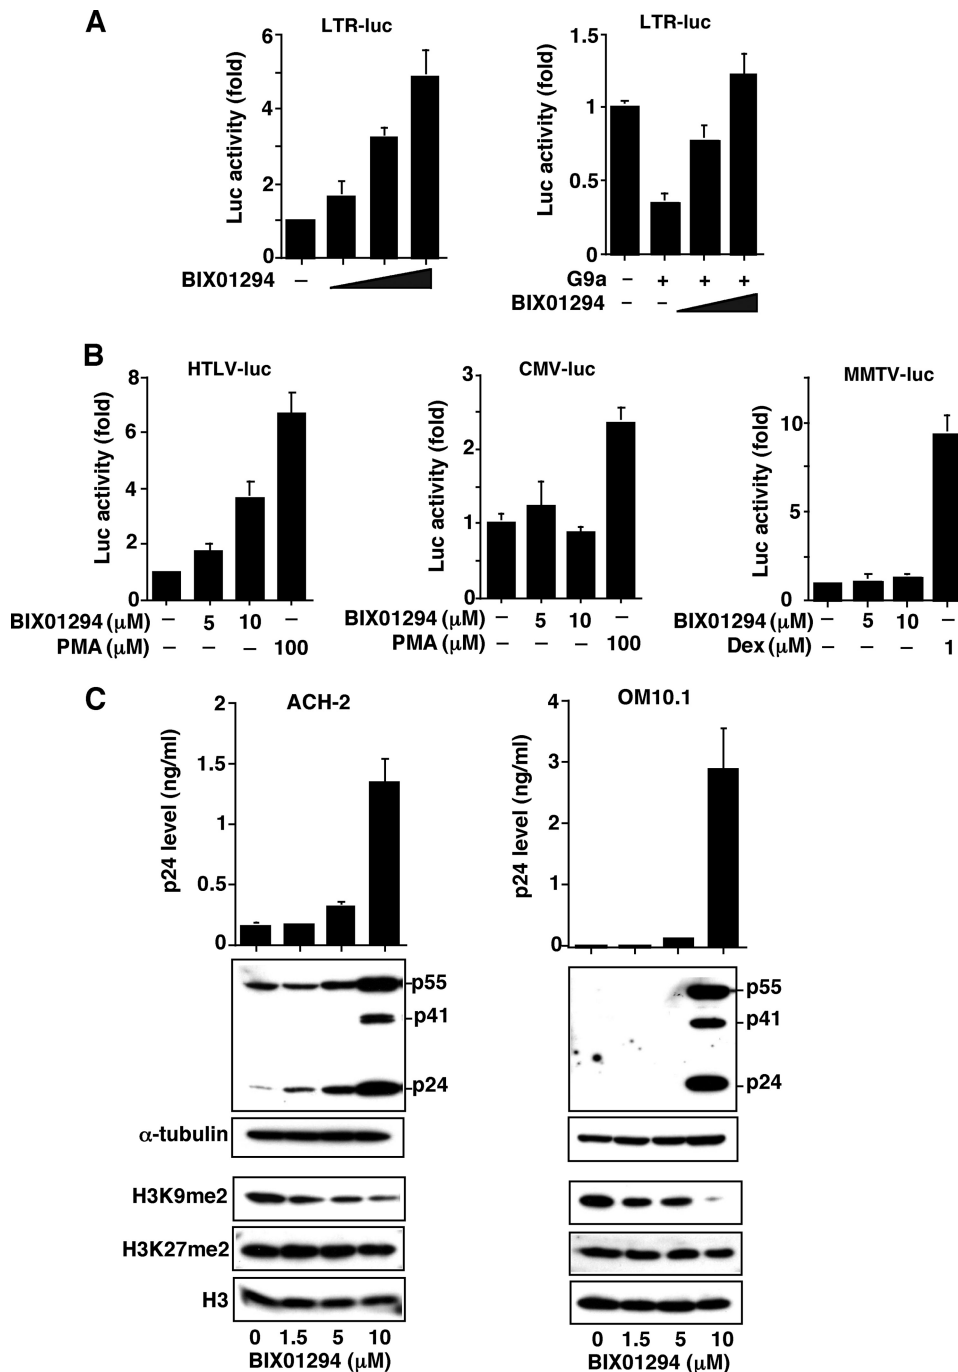 A
LTR-luc
Luc activity (fold)
6
4
2
0
BIX01294 –
LTR-luc
Luc activity (fold)
1.5
1
0.5
0
G9a – + + +
BIX01294 – –
B
HTLV-luc
Luc activity (fold)
8
6
4
2
0
BIX01294 (μM) – 5 10 –
PMA (μM) – – – 100
CMV-luc
Luc activity (fold)
3
2
1
0
BIX01294 (μM) – 5 10 –
PMA (μM) – – – 100
MMTV-luc
Luc activity (fold)
10
5
0
BIX01294 (μM) – 5 10 –
Dex (μM) – – – 1
C
ACH-2
p24 level (ng/ml)
2
1.5
1
0.5
0
OM10.1
p24 level (ng/ml)
4
3
2
1
0
p55
p41
p24
p55
p41
p24
α-tubulin
H3K9me2
H3K27me2
H3
0 1.5 5 10
BIX01294 (μM)
0 1.5 5 10
BIX01294 (μM)